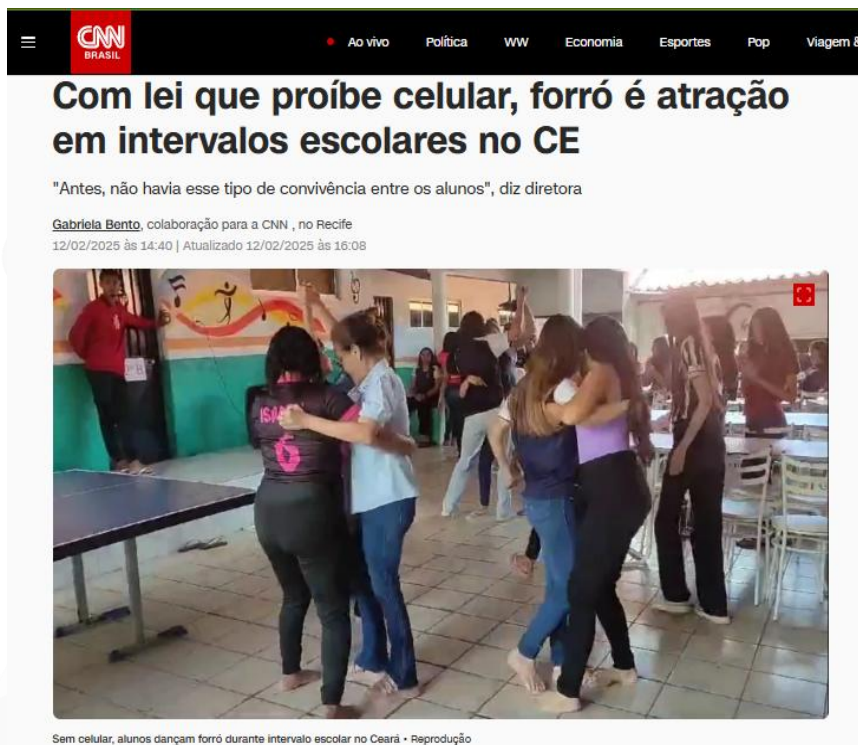 CNN
BRASIL
Ao vivo Política WW Economia Esportes Pop Viagem &
Com lei que proíbe celular, forró é atração
em intervalos escolares no CE
"Antes, não havia esse tipo de convivência entre os alunos", diz diretora
Gabriela Bento, colaboração para a CNN , no Recife
12/02/2025 às 14:40 | Atualizado 12/02/2025 às 16:08
6
Sem celular, alunos dançam forró durante intervalo escolar no Ceará • Reprodução